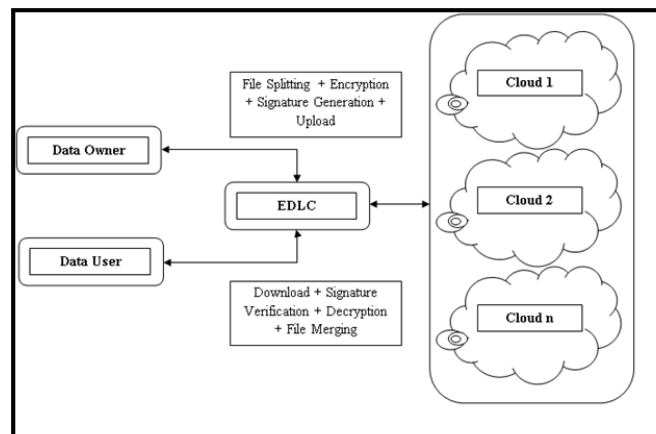 File Splitting + Encryption
+ Signature Generation +
Upload
Data Owner
EDLC
Data User
Download + Signature
Verification + Decryption
+ File Merging
Cloud 1
Cloud 2
Cloud n